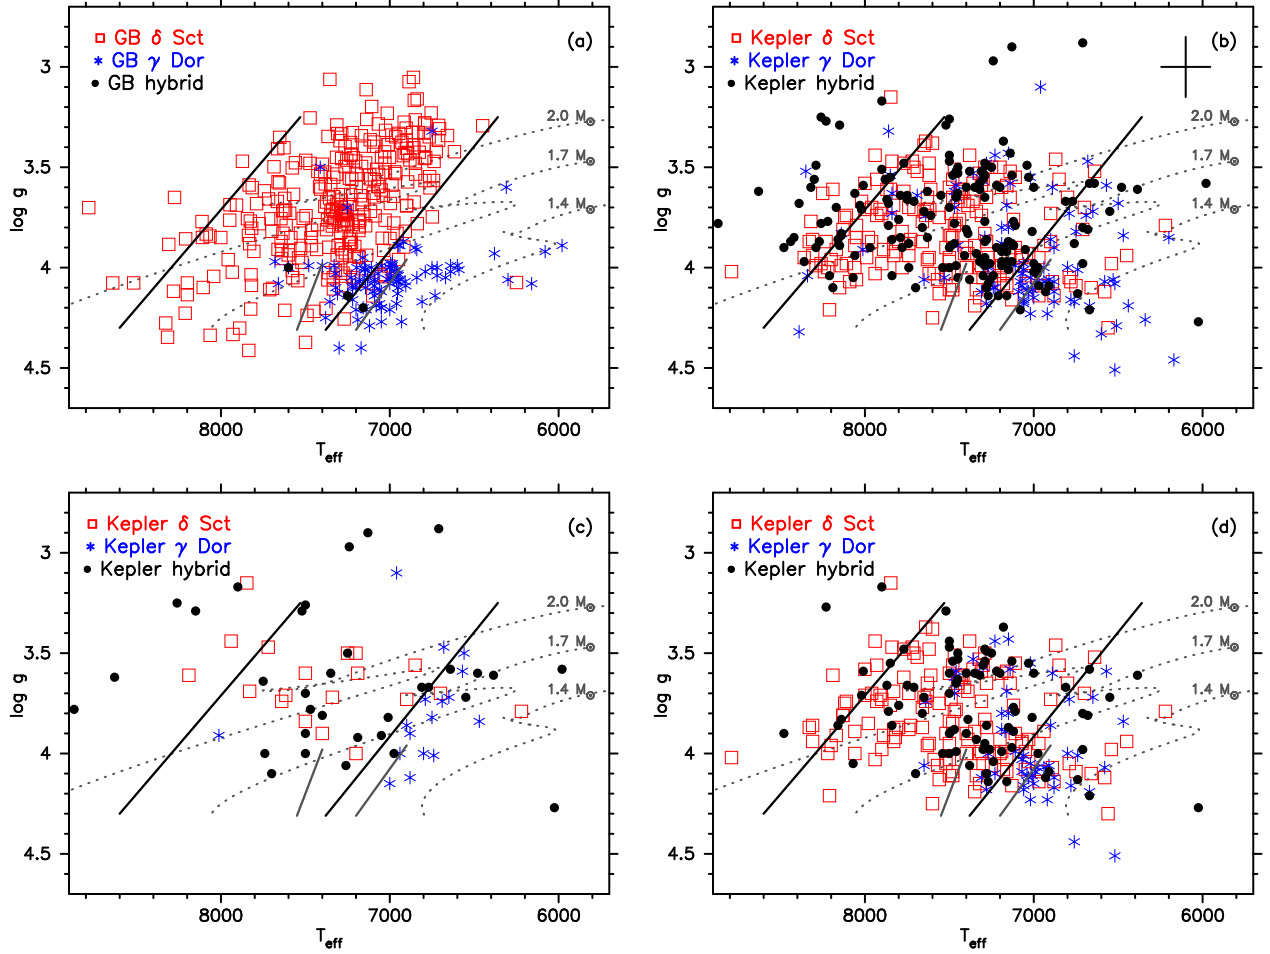 GB δ Sct
GB γ Dor
GB hybrid
(a)
2.0 M⊙
1.7 M⊙
1.4 M⊙
3
3.5
4
4.5
log g
8000
7000
6000
Teff
Kepler δ Sct
Kepler γ Dor
Kepler hybrid
(b)
2.0 M⊙
1.7 M⊙
1.4 M⊙
3
3.5
4
4.5
log g
8000
7000
6000
Teff
Kepler δ Sct
Kepler γ Dor
Kepler hybrid
(c)
2.0 M⊙
1.7 M⊙
1.4 M⊙
3
3.5
4
4.5
log g
8000
7000
6000
Teff
Kepler δ Sct
Kepler γ Dor
Kepler hybrid
(d)
2.0 M⊙
1.7 M⊙
1.4 M⊙
3
3.5
4
4.5
log g
8000
7000
6000
Teff